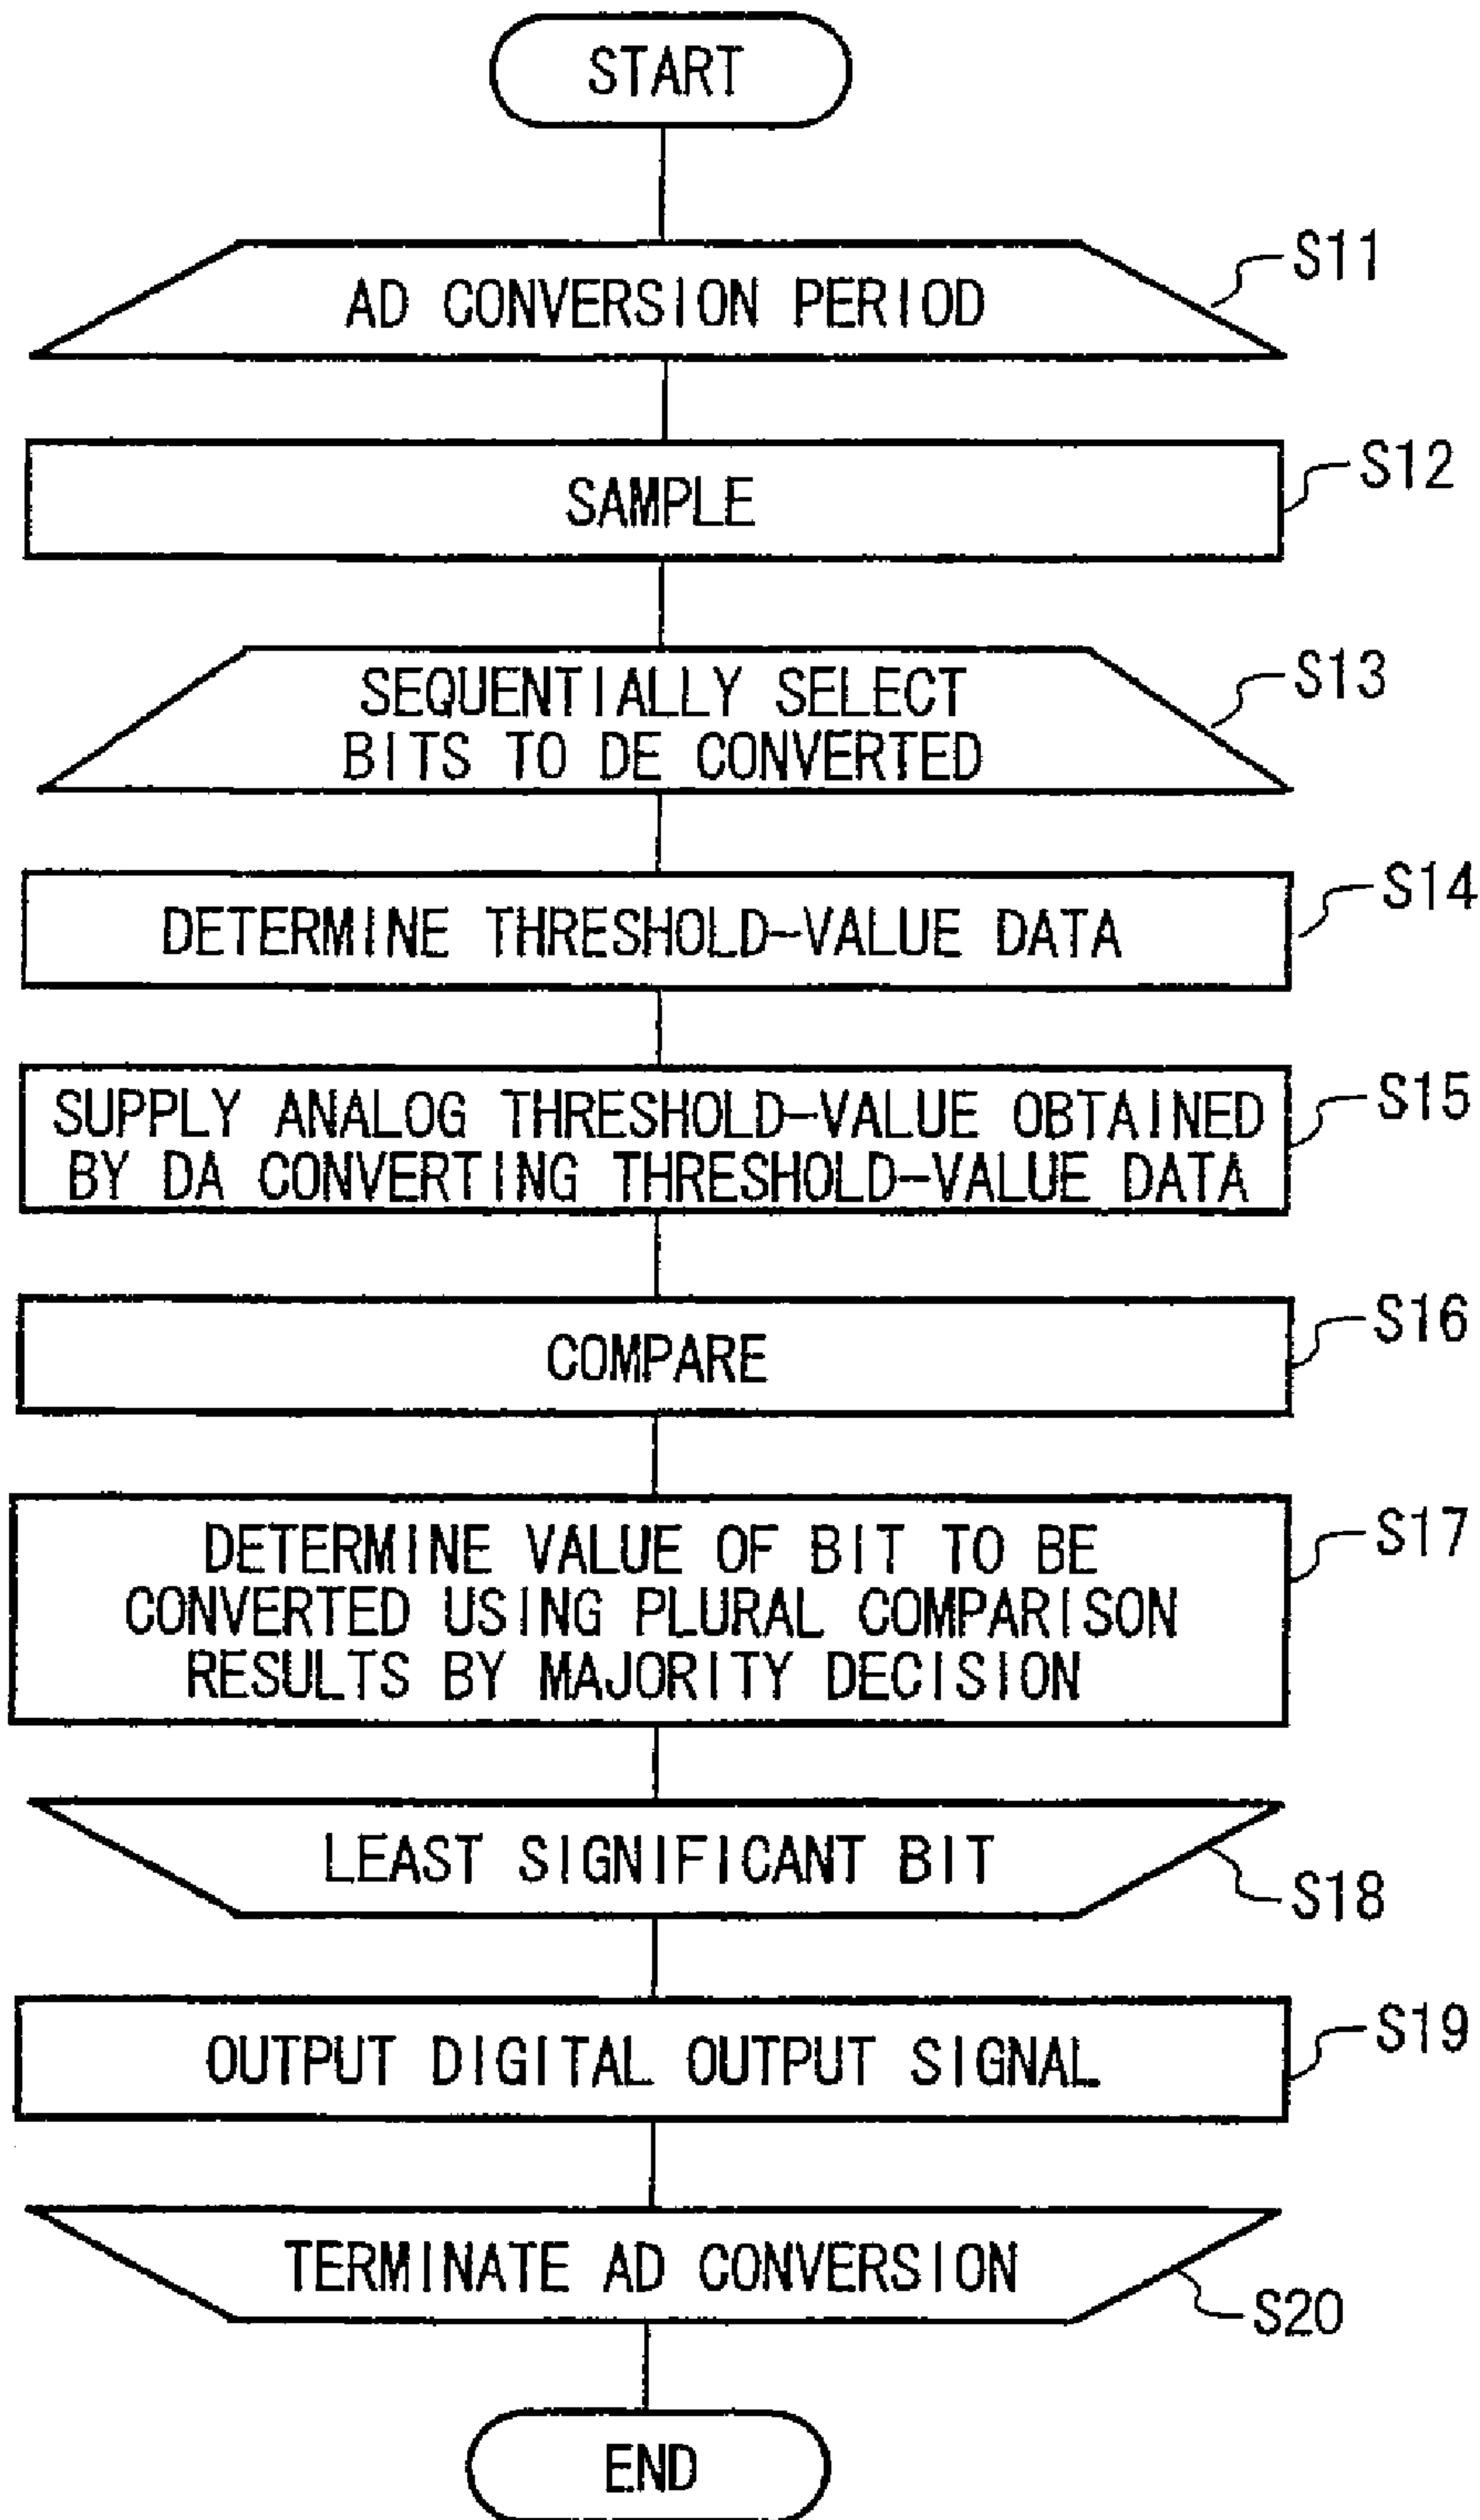 START
AD CONVERSION PERIOD
S11
SAMPLE
S12
SEQUENTIALLY SELECT
BITS TO DE CONVERTED
S13
DETERMINE THRESHOLD-VALUE DATA
S14
SUPPLY ANALOG THRESHOLD-VALUE OBTAINED
BY DA CONVERTING THRESHOLD-VALUE DATA
S15
COMPARE
S16
DETERMINE VALUE OF BIT TO BE
CONVERTED USING PLURAL COMPARISON
RESULTS BY MAJORITY DECISION
S17
LEAST SIGNIFICANT BIT
S18
OUTPUT DIGITAL OUTPUT SIGNAL
S19
TERMINATE AD CONVERSION
S20
END